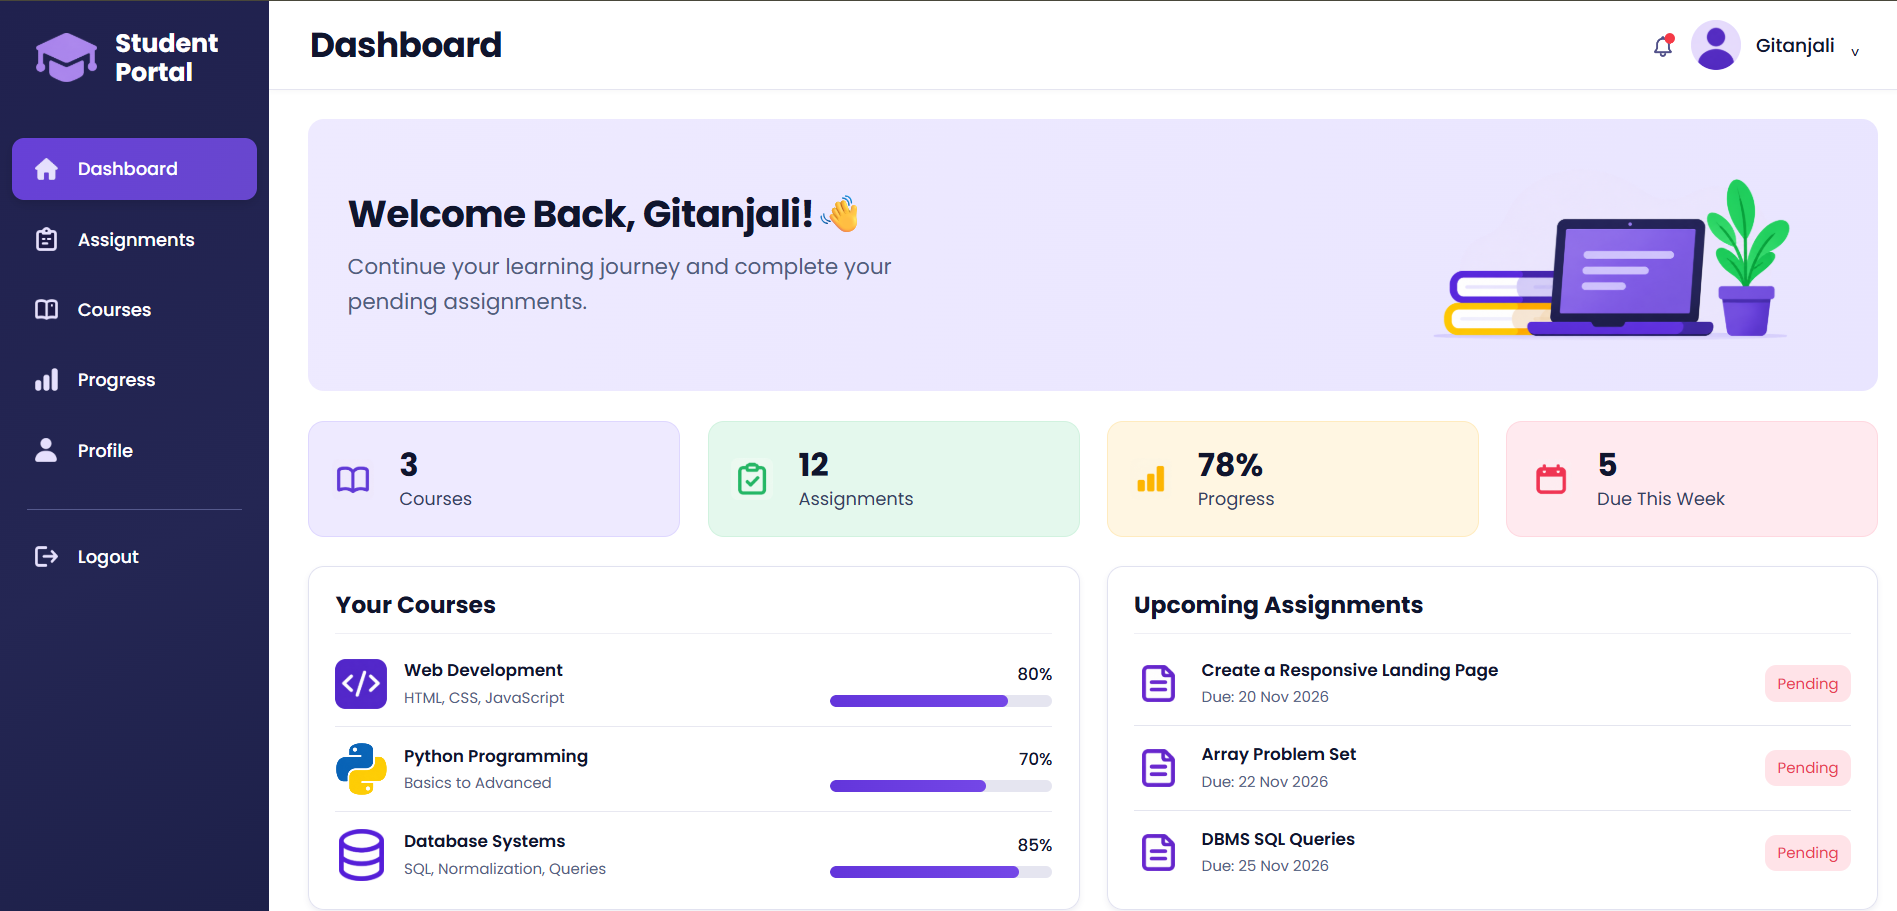 Student
Portal
Dashboard
Assignments
Courses
Progress
Profile
Logout
Dashboard
Gitanjali v
Welcome Back, Gitanjali! 👋
Continue your learning journey and complete your
pending assignments.
3
Courses
12
Assignments
78%
Progress
5
Due This Week
Your Courses
Web Development
HTML, CSS, JavaScript
80%
Python Programming
Basics to Advanced
70%
Database Systems
SQL, Normalization, Queries
85%
Upcoming Assignments
Create a Responsive Landing Page
Due: 20 Nov 2026
Pending
Array Problem Set
Due: 22 Nov 2026
Pending
DBMS SQL Queries
Due: 25 Nov 2026
Pending